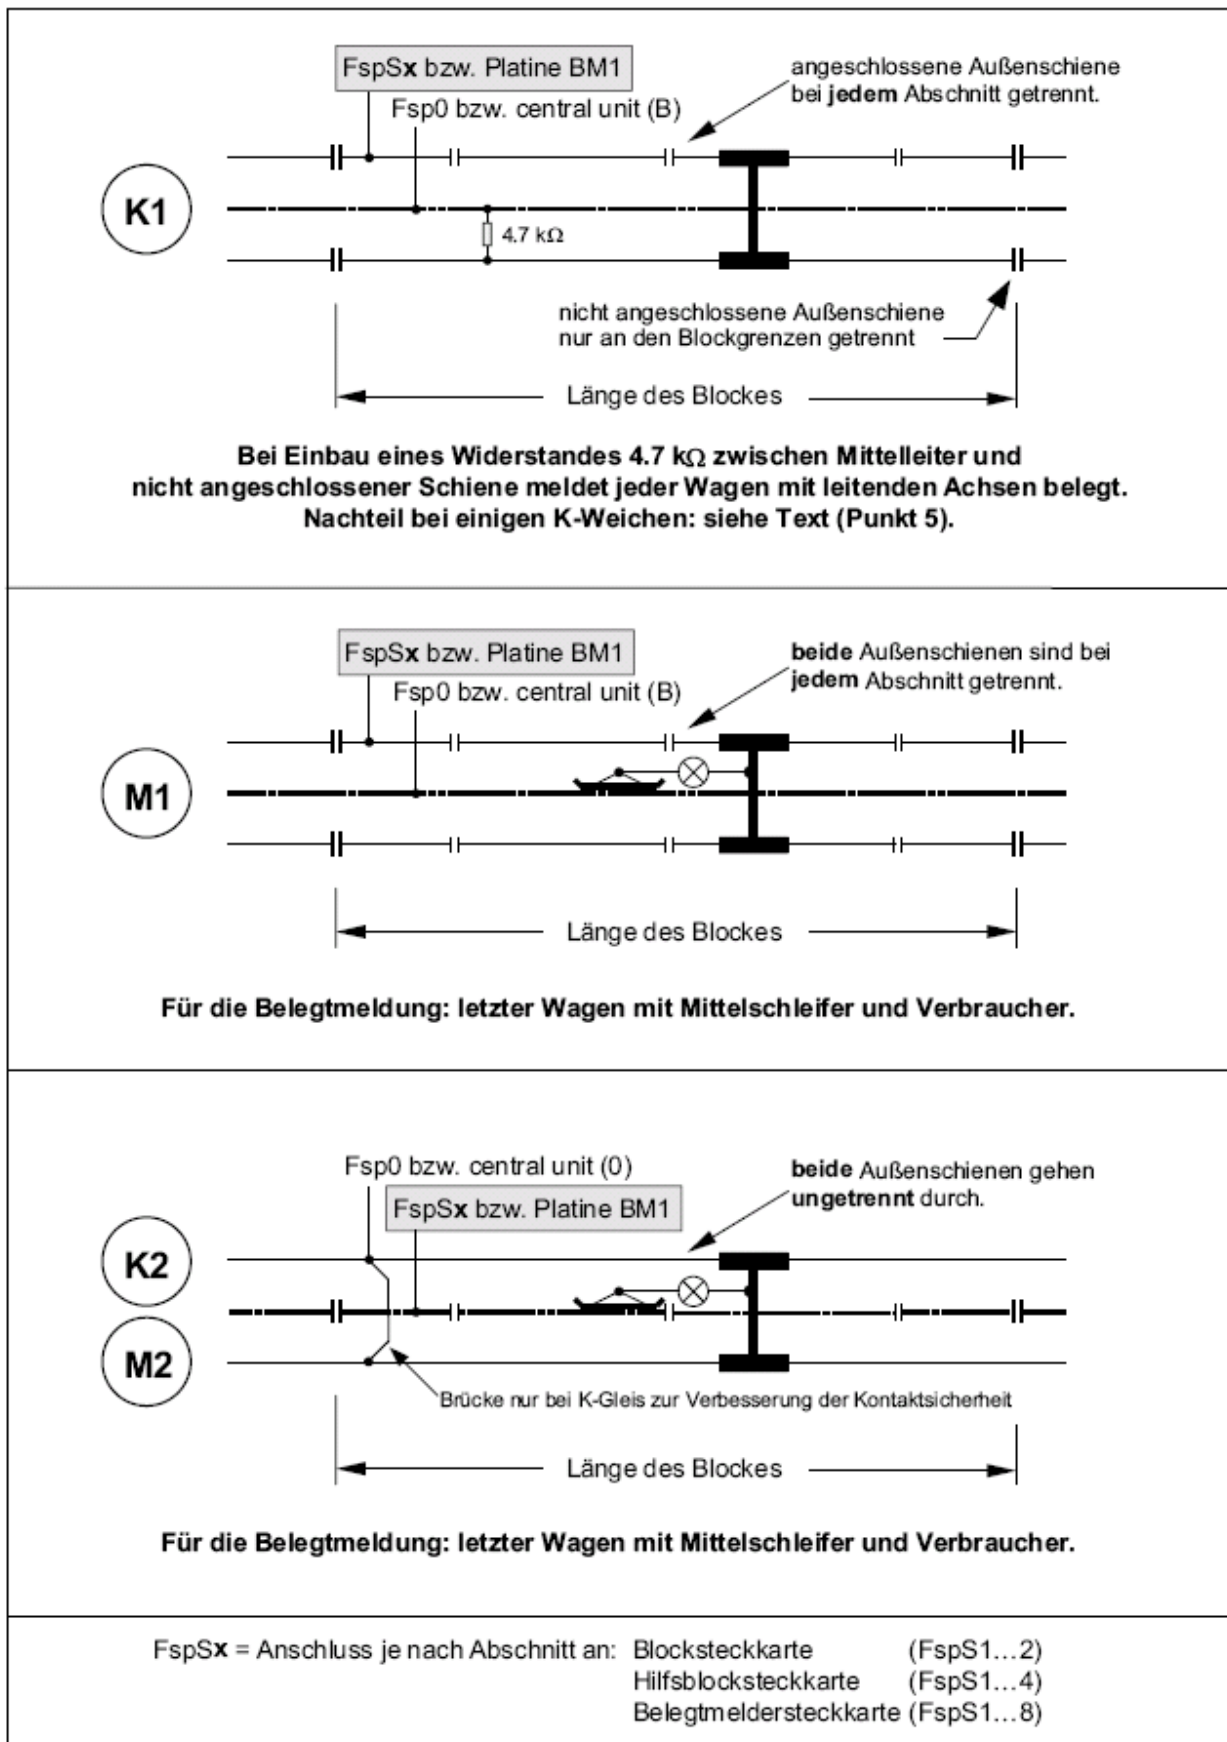 FspSx bzw. Platine BM1
Fsp0 bzw. central unit (B)
angeschlossene Außenschiene
bei jedem Abschnitt getrennt.
K1
4.7 kΩ
nicht angeschlossene Außenschiene
nur an den Blockgrenzen getrennt
Länge des Blockes
Bei Einbau eines Widerstandes 4.7 kΩ zwischen Mittelleiter und
nicht angeschlossener Schiene meldet jeder Wagen mit leitenden Achsen belegt.
Nachteil bei einigen K-Weichen: siehe Text (Punkt 5).
FspSx bzw. Platine BM1
Fsp0 bzw. central unit (B)
beide Außenschienen sind bei
jedem Abschnitt getrennt.
M1
Länge des Blockes
Für die Belegtmeldung: letzter Wagen mit Mittelschleifer und Verbraucher.
Fsp0 bzw. central unit (0)
FspSx bzw. Platine BM1
beide Außenschienen gehen
ungetrennt durch.
K2
M2
Brücke nur bei K-Gleis zur Verbesserung der Kontaktsicherheit
Länge des Blockes
Für die Belegtmeldung: letzter Wagen mit Mittelschleifer und Verbraucher.
FspSx = Anschluss je nach Abschnitt an: Blocksteckkarte (FspS1...2)
Hilfsblocksteckkarte (FspS1...4)
Belegtmeldersteckkarte (FspS1...8)